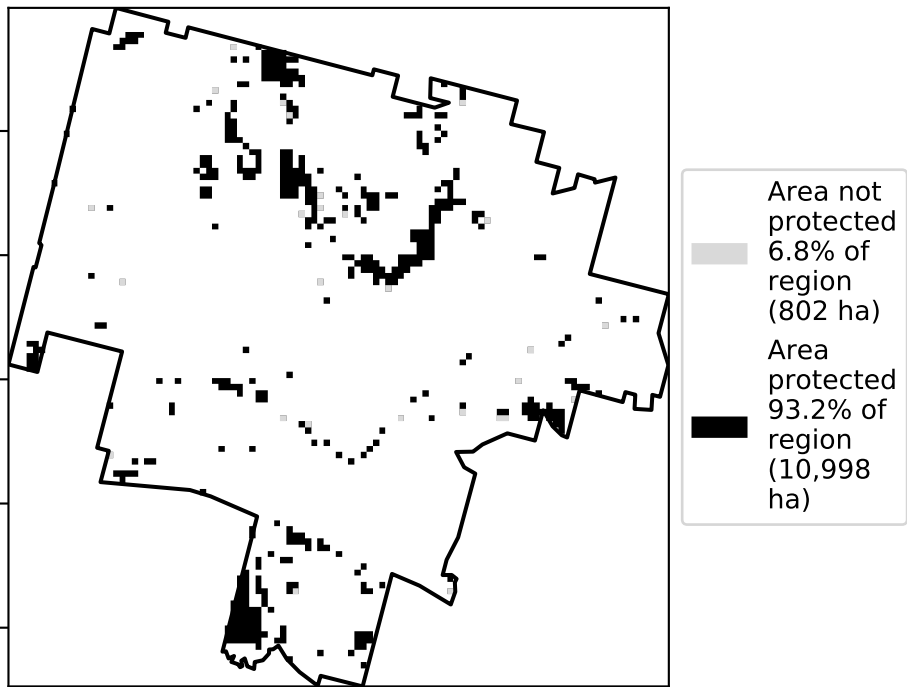 Area not
protected
6.8% of
region
(802 ha)
Area
protected
93.2% of
region
(10,998
ha)